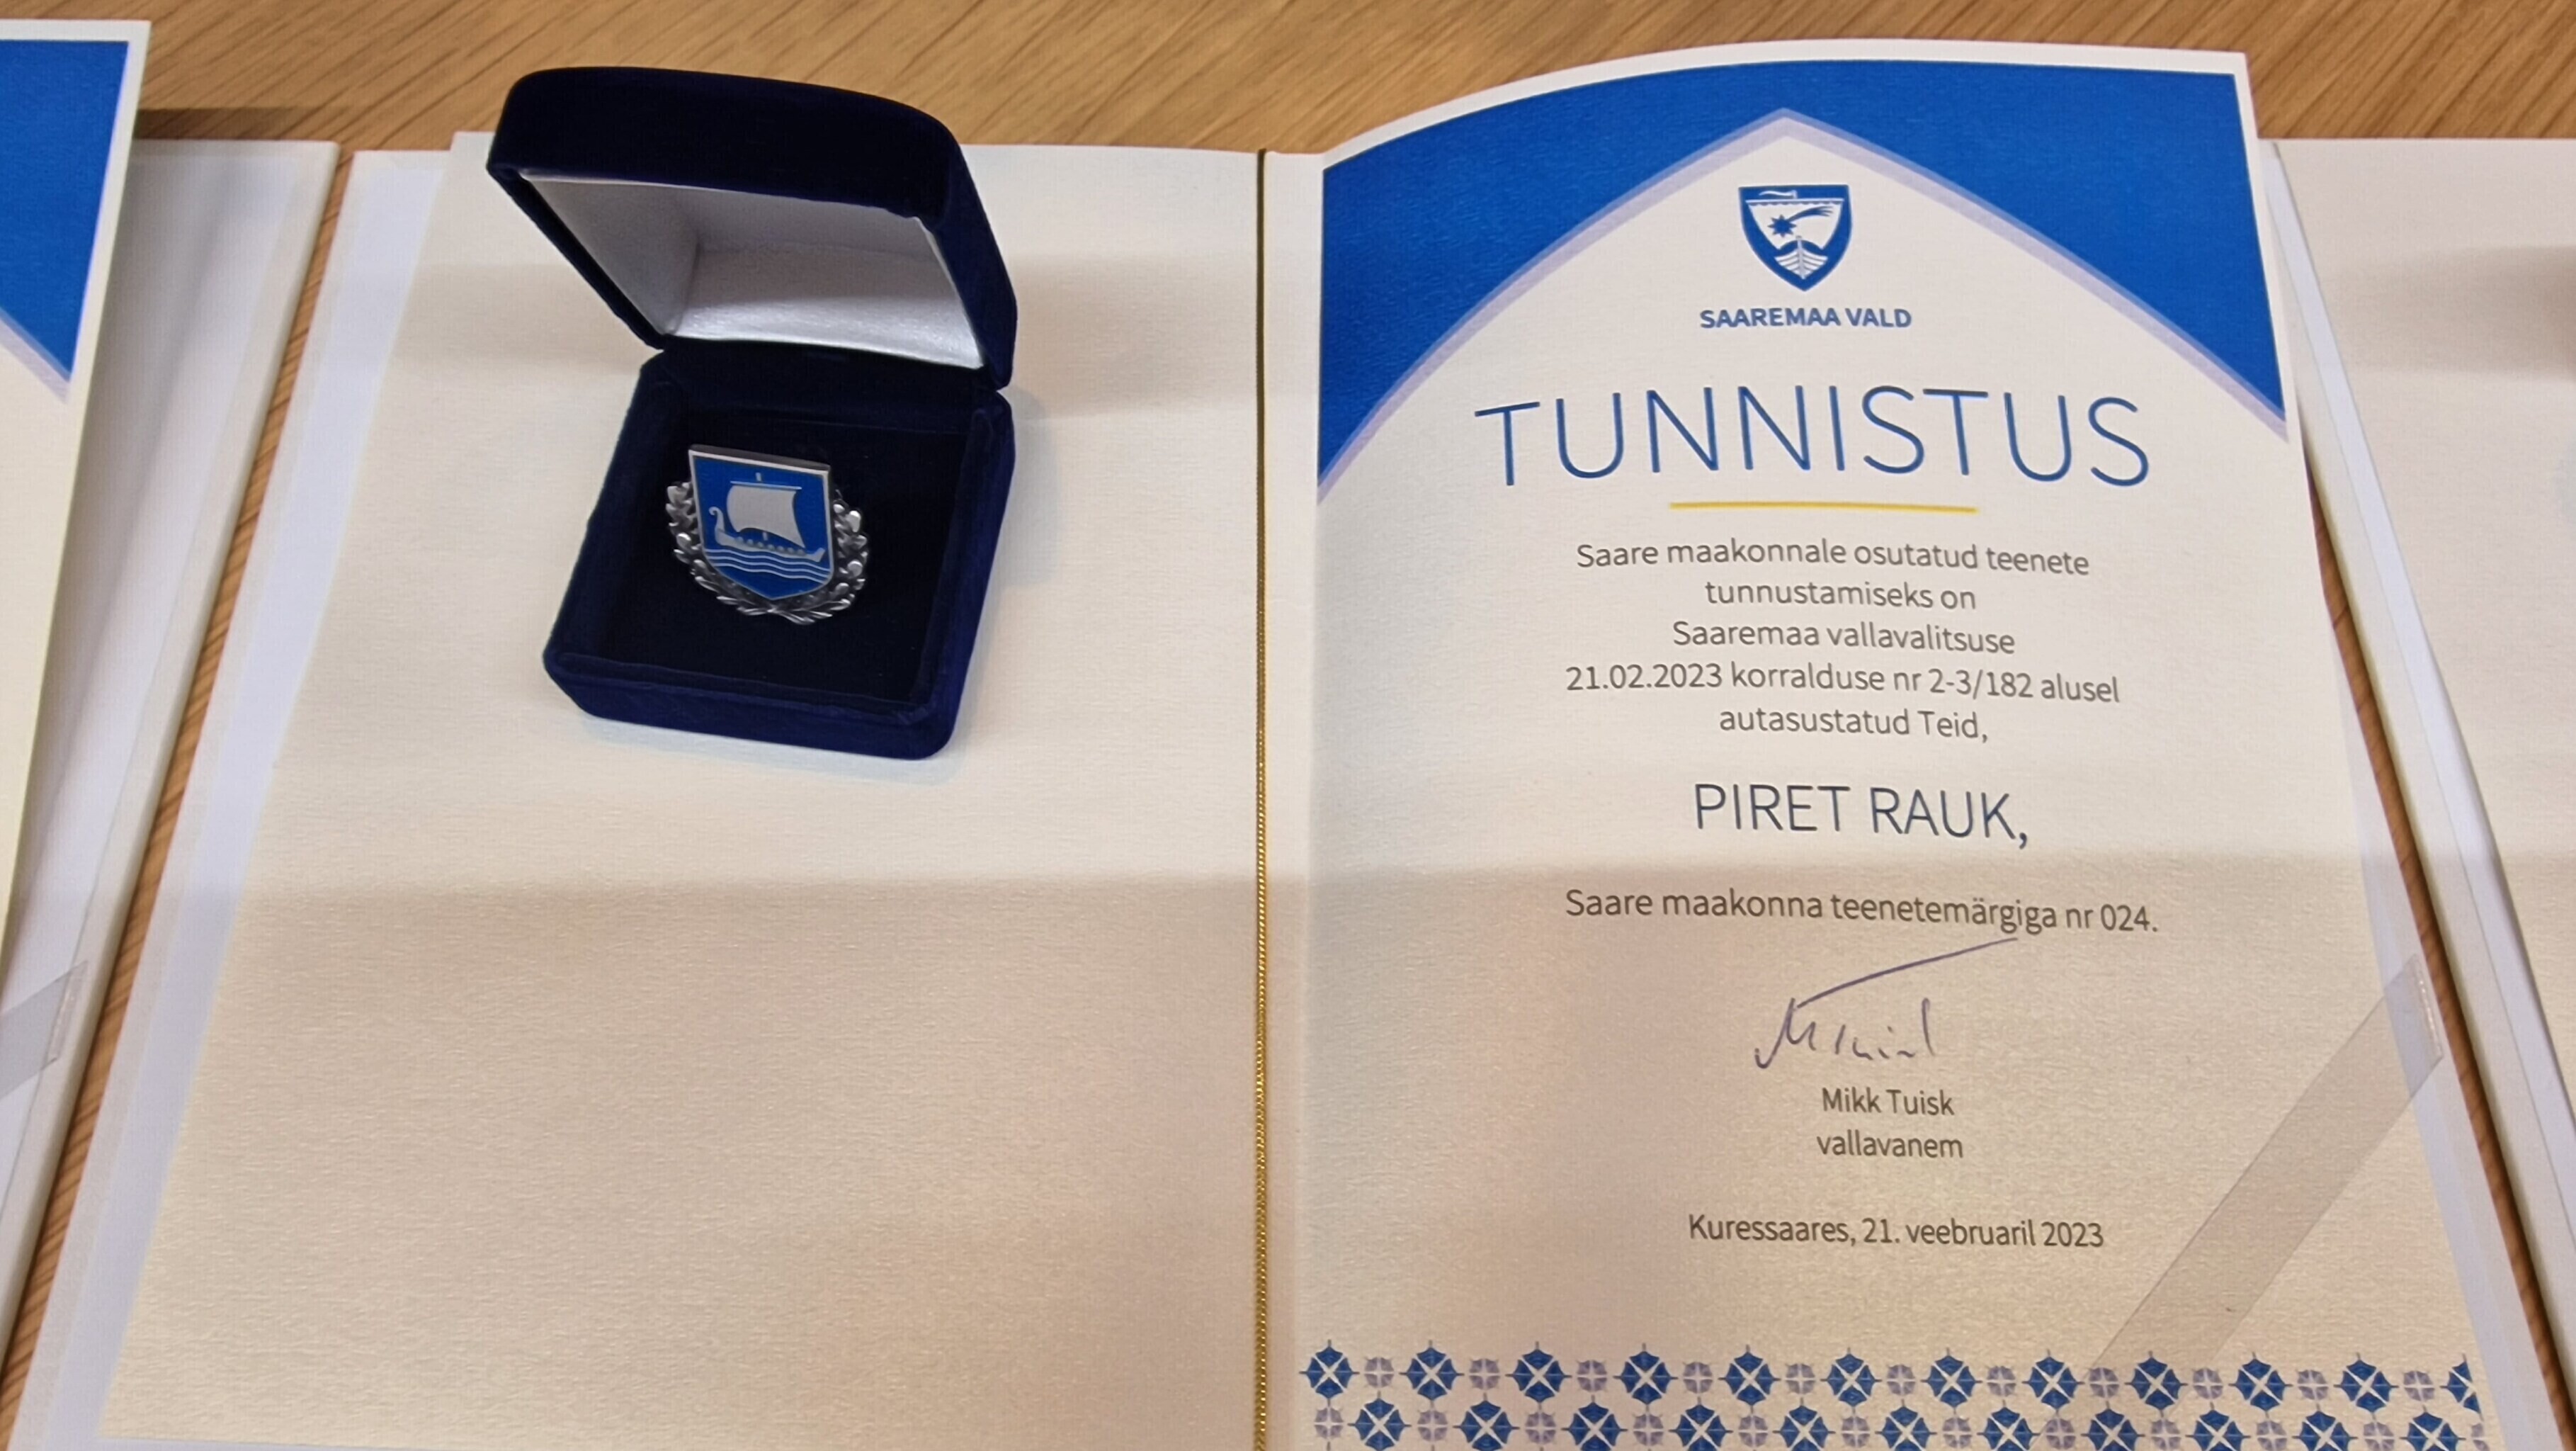 SAAREMAA VALD
TUNNISTUS
Saare maakonnale osutatud teenete
tunnustamiseks on
Saaremaa vallavalitsuse
21.02.2023 korralduse nr 2-3/182 alusel
autasustatud Teid,
PIRET RAUK,
Saare maakonna teenetemärgiga nr 024.
Mikk Tuisk
vallavanem
Kuressaares, 21. veebruaril 2023